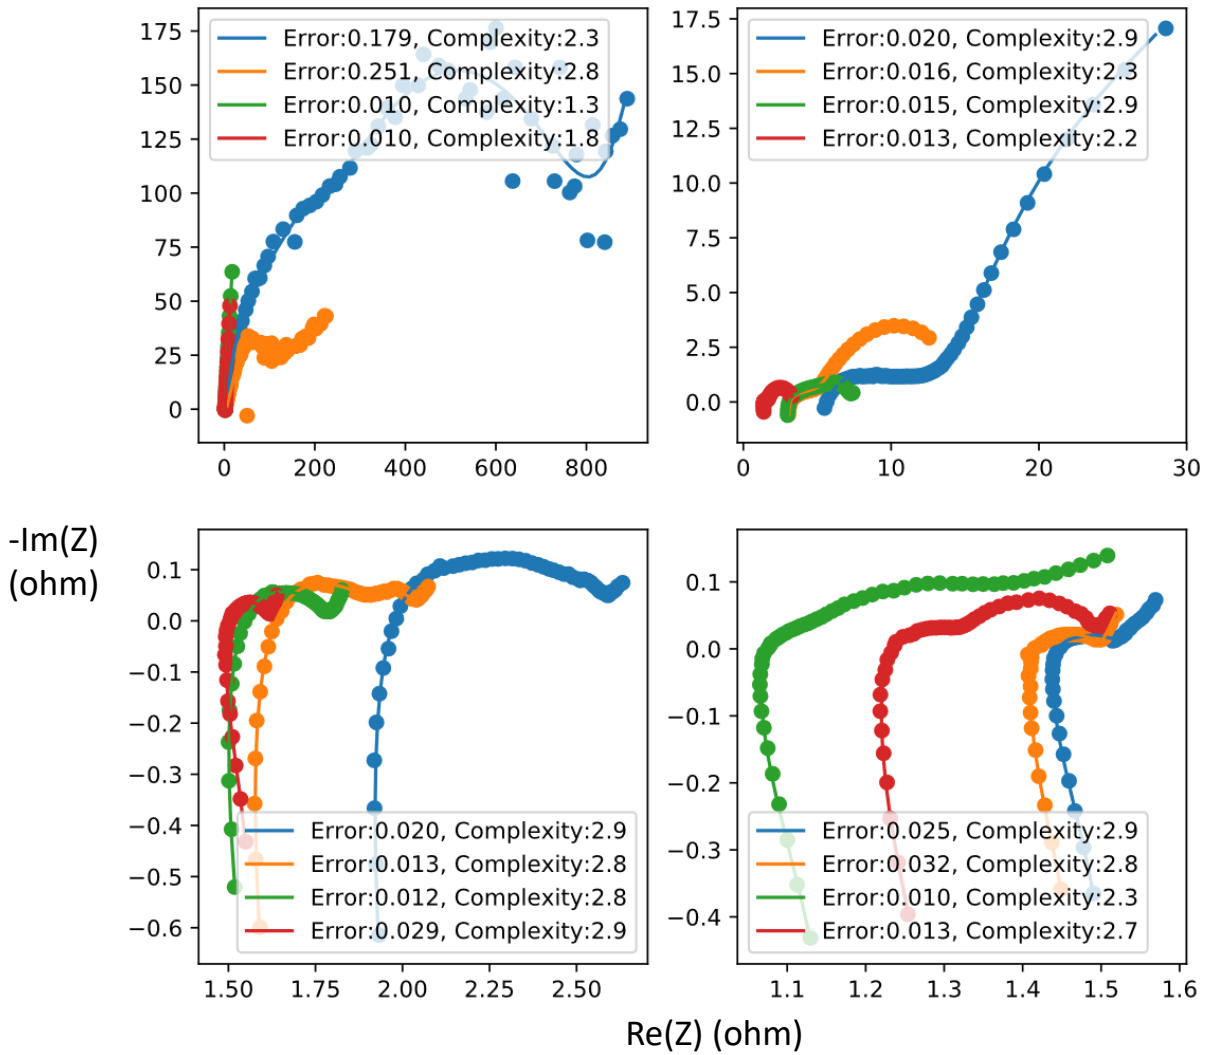 175
150
125
100
75
50
25
0
Error:0.179, Complexity:2.3
Error:0.251, Complexity:2.8
Error:0.010, Complexity:1.3
Error:0.010, Complexity:1.8
0 200 400 600 800
17.5
15.0
12.5
10.0
7.5
5.0
2.5
0.0
Error:0.020, Complexity:2.9
Error:0.016, Complexity:2.3
Error:0.015, Complexity:2.9
Error:0.013, Complexity:2.2
0 10 20 30
-Im(Z)
(ohm)
0.1
0.0
−0.1
−0.2
−0.3
−0.4
−0.5
−0.6
Error:0.020, Complexity:2.9
Error:0.013, Complexity:2.8
Error:0.012, Complexity:2.8
Error:0.029, Complexity:2.9
1.50 1.75 2.00 2.25 2.50
0.1
0.0
−0.1
−0.2
−0.3
−0.4
Error:0.025, Complexity:2.9
Error:0.032, Complexity:2.8
Error:0.010, Complexity:2.3
Error:0.013, Complexity:2.7
1.1 1.2 1.3 1.4 1.5 1.6
Re(Z) (ohm)